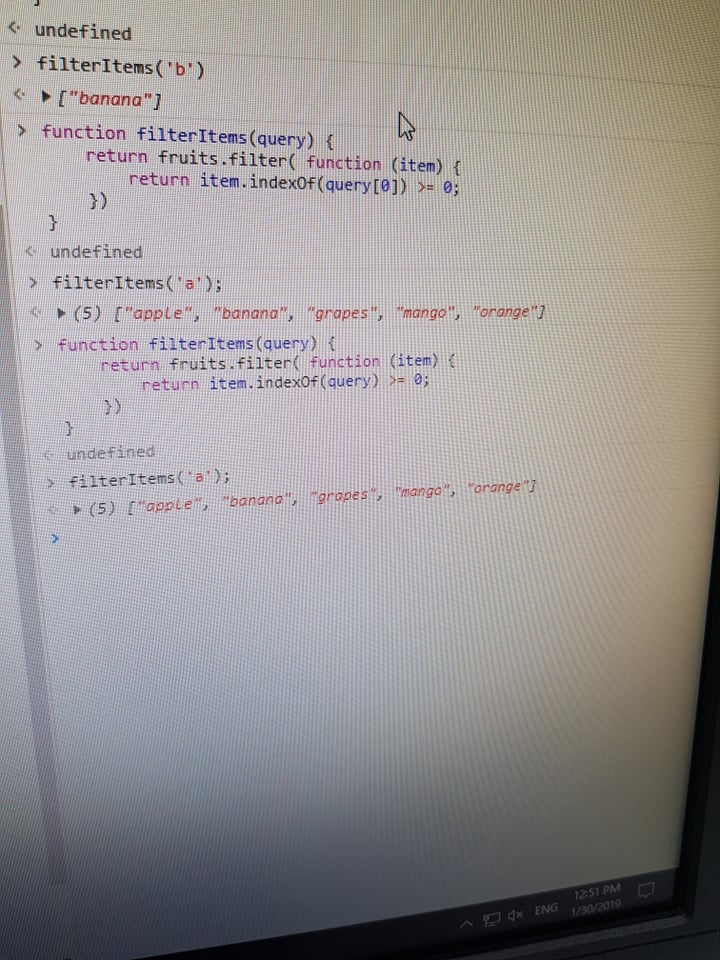 undefined
filterItems('b')
["banana"]
function filterItems(query) {
return fruits.filter( function (item) {
return item.indexOf(query[0]) >= 0;
})
}
undefined
filterItems('a');
(5) ["apple", "banana", "grapes", "mango", "orange"]
function filterItems(query) {
return fruits.filter( function (item) {
return item.indexOf(query) >= 0;
})
}
undefined
filterItems('a');
(5) ["apple", "banana", "grapes", "mango", "orange"]
12:51 PM
ENG
1/30/2019